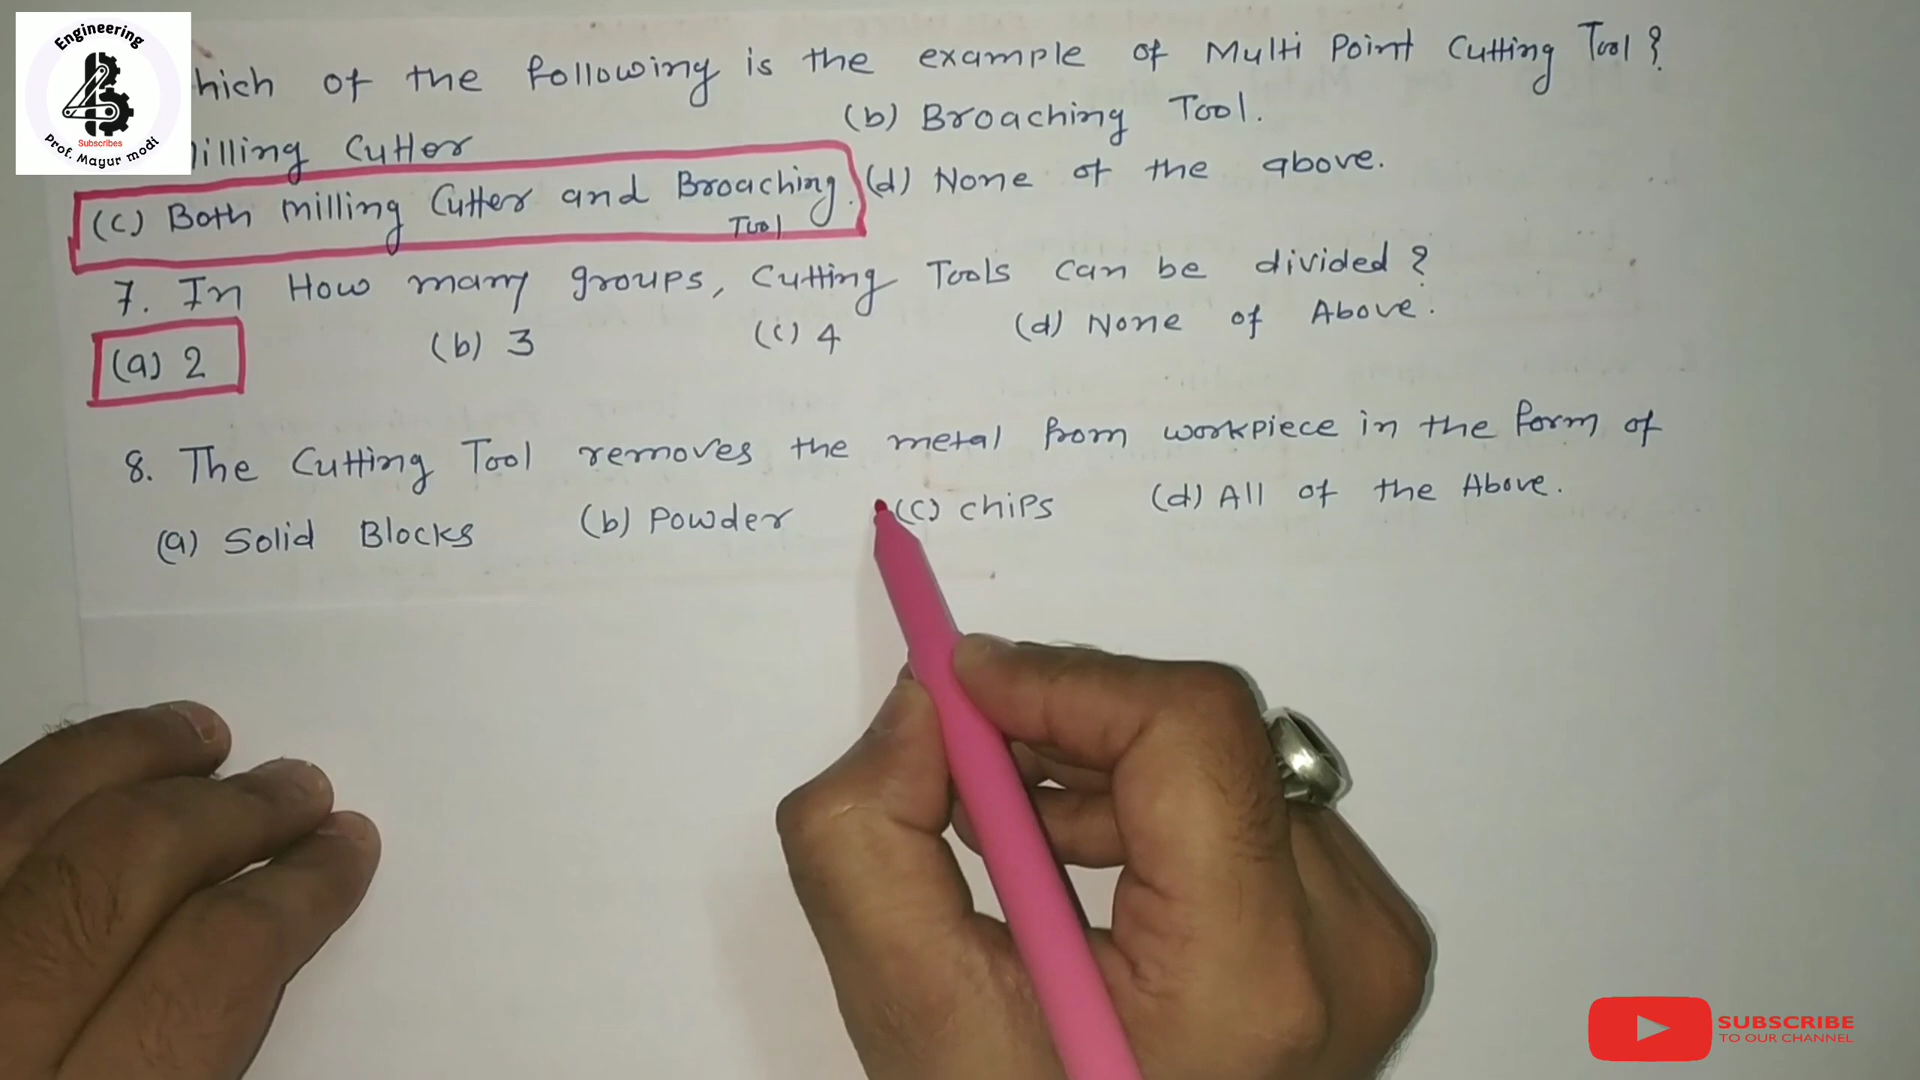 Engineering
Subscribes
Prof. Mayur modi
hich of the following is the example of Multi Point Cutting Tool?
illing Cutter (b) Broaching Tool.
(c) Both milling Cutter and Broaching Tool. (d) None of the above.
7. In How many groups, Cutting Tools can be divided?
(a) 2 (b) 3 (c) 4 (d) None of Above.
8. The Cutting Tool removes the metal from workpiece in the form of
(a) Solid Blocks (b) Powder (c) chips (d) All of the Above.
SUBSCRIBE
TO OUR CHANNEL